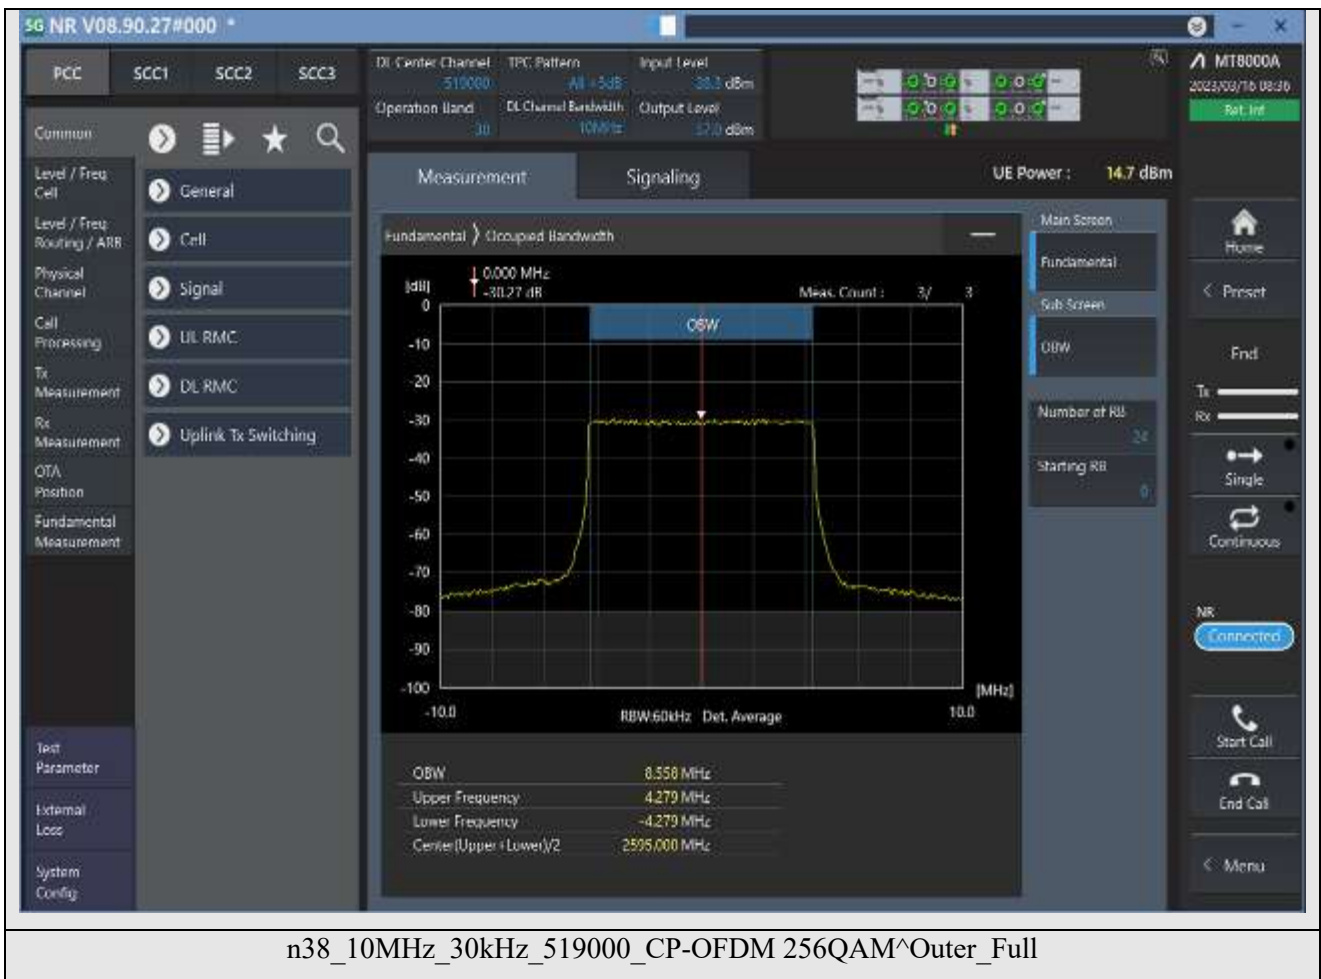 5G NR V08.90.27#000 *
PCC SCC1 SCC2 SCC3
DL Center Channel TPC Pattern Input Level
519000 dBm
Operation Band DL Channel Bandwidth Output Level
10MHz dBm
MT8000A
2023/03/16 08:36
Ref. Int
Common
Level / Freq
Cell
Level / Freq
Routing / ARB
Physical
Channel
Call
Processing
Tx
Measurement
Rx
Measurement
OTA
Position
Fundamental
Measurement
Test
Parameter
External
Loss
System
Config
General
Cell
Signal
UL RMC
DL RMC
Uplink Tx Switching
Measurement Signaling UE Power : 14.7 dBm
Fundamental Occupied Bandwidth
0.000 MHz
-30.27 dB
[dB]
Meas. Count : 3/ 3
OBW
0
-10
-20
-30
-40
-50
-60
-70
-80
-90
-100
[MHz]
-10.0 RBW:60kHz Det. Average 10.0
OBW 8.558 MHz
Upper Frequency 4.279 MHz
Lower Frequency -4.279 MHz
Center(Upper+Lower)/2 2595.000 MHz
Main Screen
Fundamental
Sub Screen
OBW
Number of RB
24
Starting RB
0
Home
Preset
End
Tx
Rx
Single
Continuous
NR
Connected
Start Call
End Call
Menu
n38_10MHz_30kHz_519000_CP-OFDM 256QAM^Outer_Full